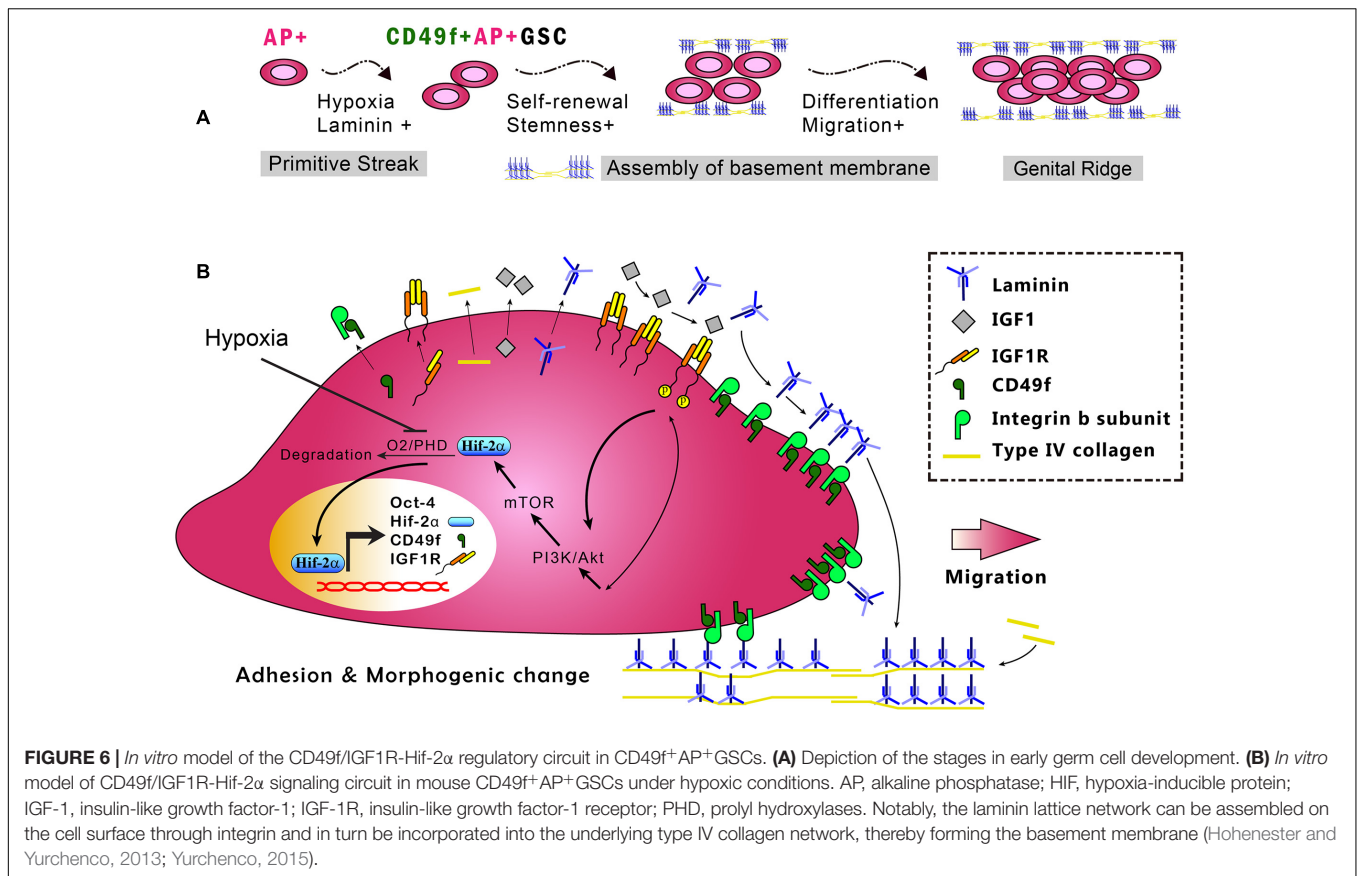 AP+
CD49f+AP+GSC
Hypoxia
Laminin +
Self-renewal
Stemness+
Differentiation
Migration+
A
Primitive Streak
Assembly of basement membrane
Genital Ridge
B
Hypoxia
O2/PHD
Hif-2α
Degradation
mTOR
PI3K/Akt
P
P
Oct-4
Hif-2α
CD49f
IGF1R
Hif-2α
Laminin
IGF1
IGF1R
CD49f
Integrin b subunit
Type IV collagen
Migration
Adhesion & Morphogenic change
FIGURE 6 | In vitro model of the CD49f/IGF1R-Hif-2α regulatory circuit in CD49f+AP+GSCs. (A) Depiction of the stages in early germ cell development. (B) In vitro
model of CD49f/IGF1R-Hif-2α signaling circuit in mouse CD49f+AP+GSCs under hypoxic conditions. AP, alkaline phosphatase; HIF, hypoxia-inducible protein;
IGF-1, insulin-like growth factor-1; IGF-1R, insulin-like growth factor-1 receptor; PHD, prolyl hydroxylases. Notably, the laminin lattice network can be assembled on
the cell surface through integrin and in turn be incorporated into the underlying type IV collagen network, thereby forming the basement membrane (Hohenester and
Yurchenco, 2013; Yurchenco, 2015).